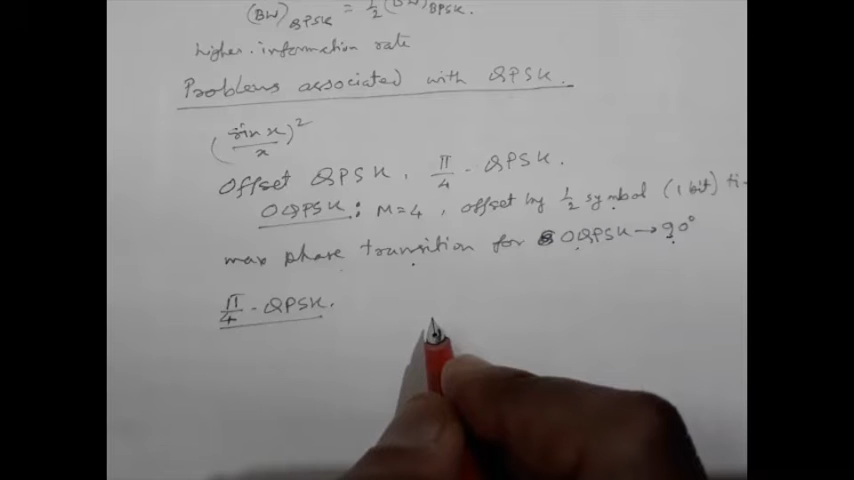 (BW)QPSK = 1/2 (BW)BPSK.
higher information rate
Problems associated with QPSK.
(sin x / x)^2
Offset QPSK, π/4 - QPSK.
OQPSK: M=4, offset by 1/2 symbol (1 bit) ti
max phase transition for OQPSK → 90°
π/4 - QPSK.